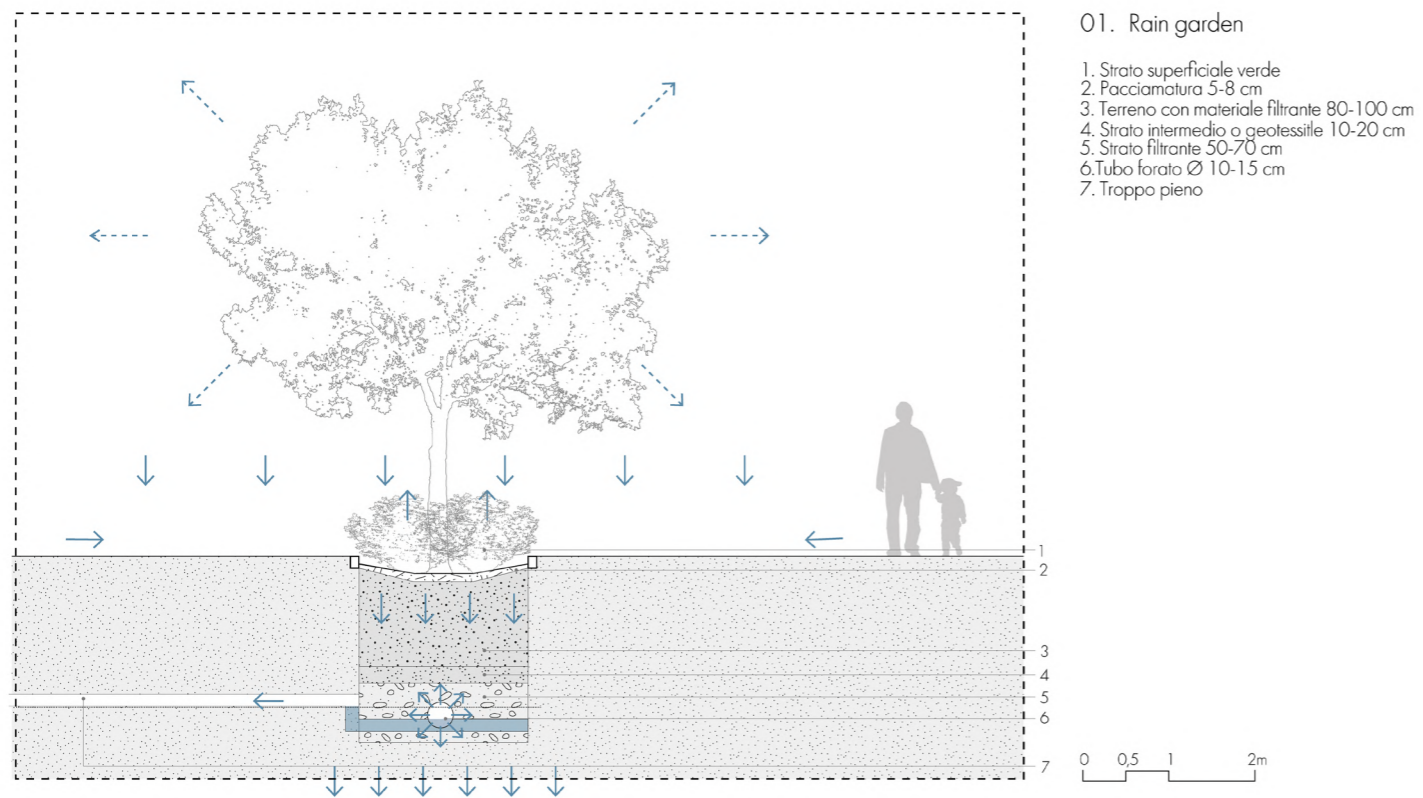 01. Rain garden
1. Strato superficiale verde
2. Pacciamatura 5-8 cm
3. Terreno con materiale filtrante 80-100 cm
4. Strato intermedio o geotessitle 10-20 cm
5. Strato filtrante 50-70 cm
6.Tubo forato Ø 10-15 cm
7. Troppo pieno
1
2
3
4
5
6
7
0 0,5 1 2m